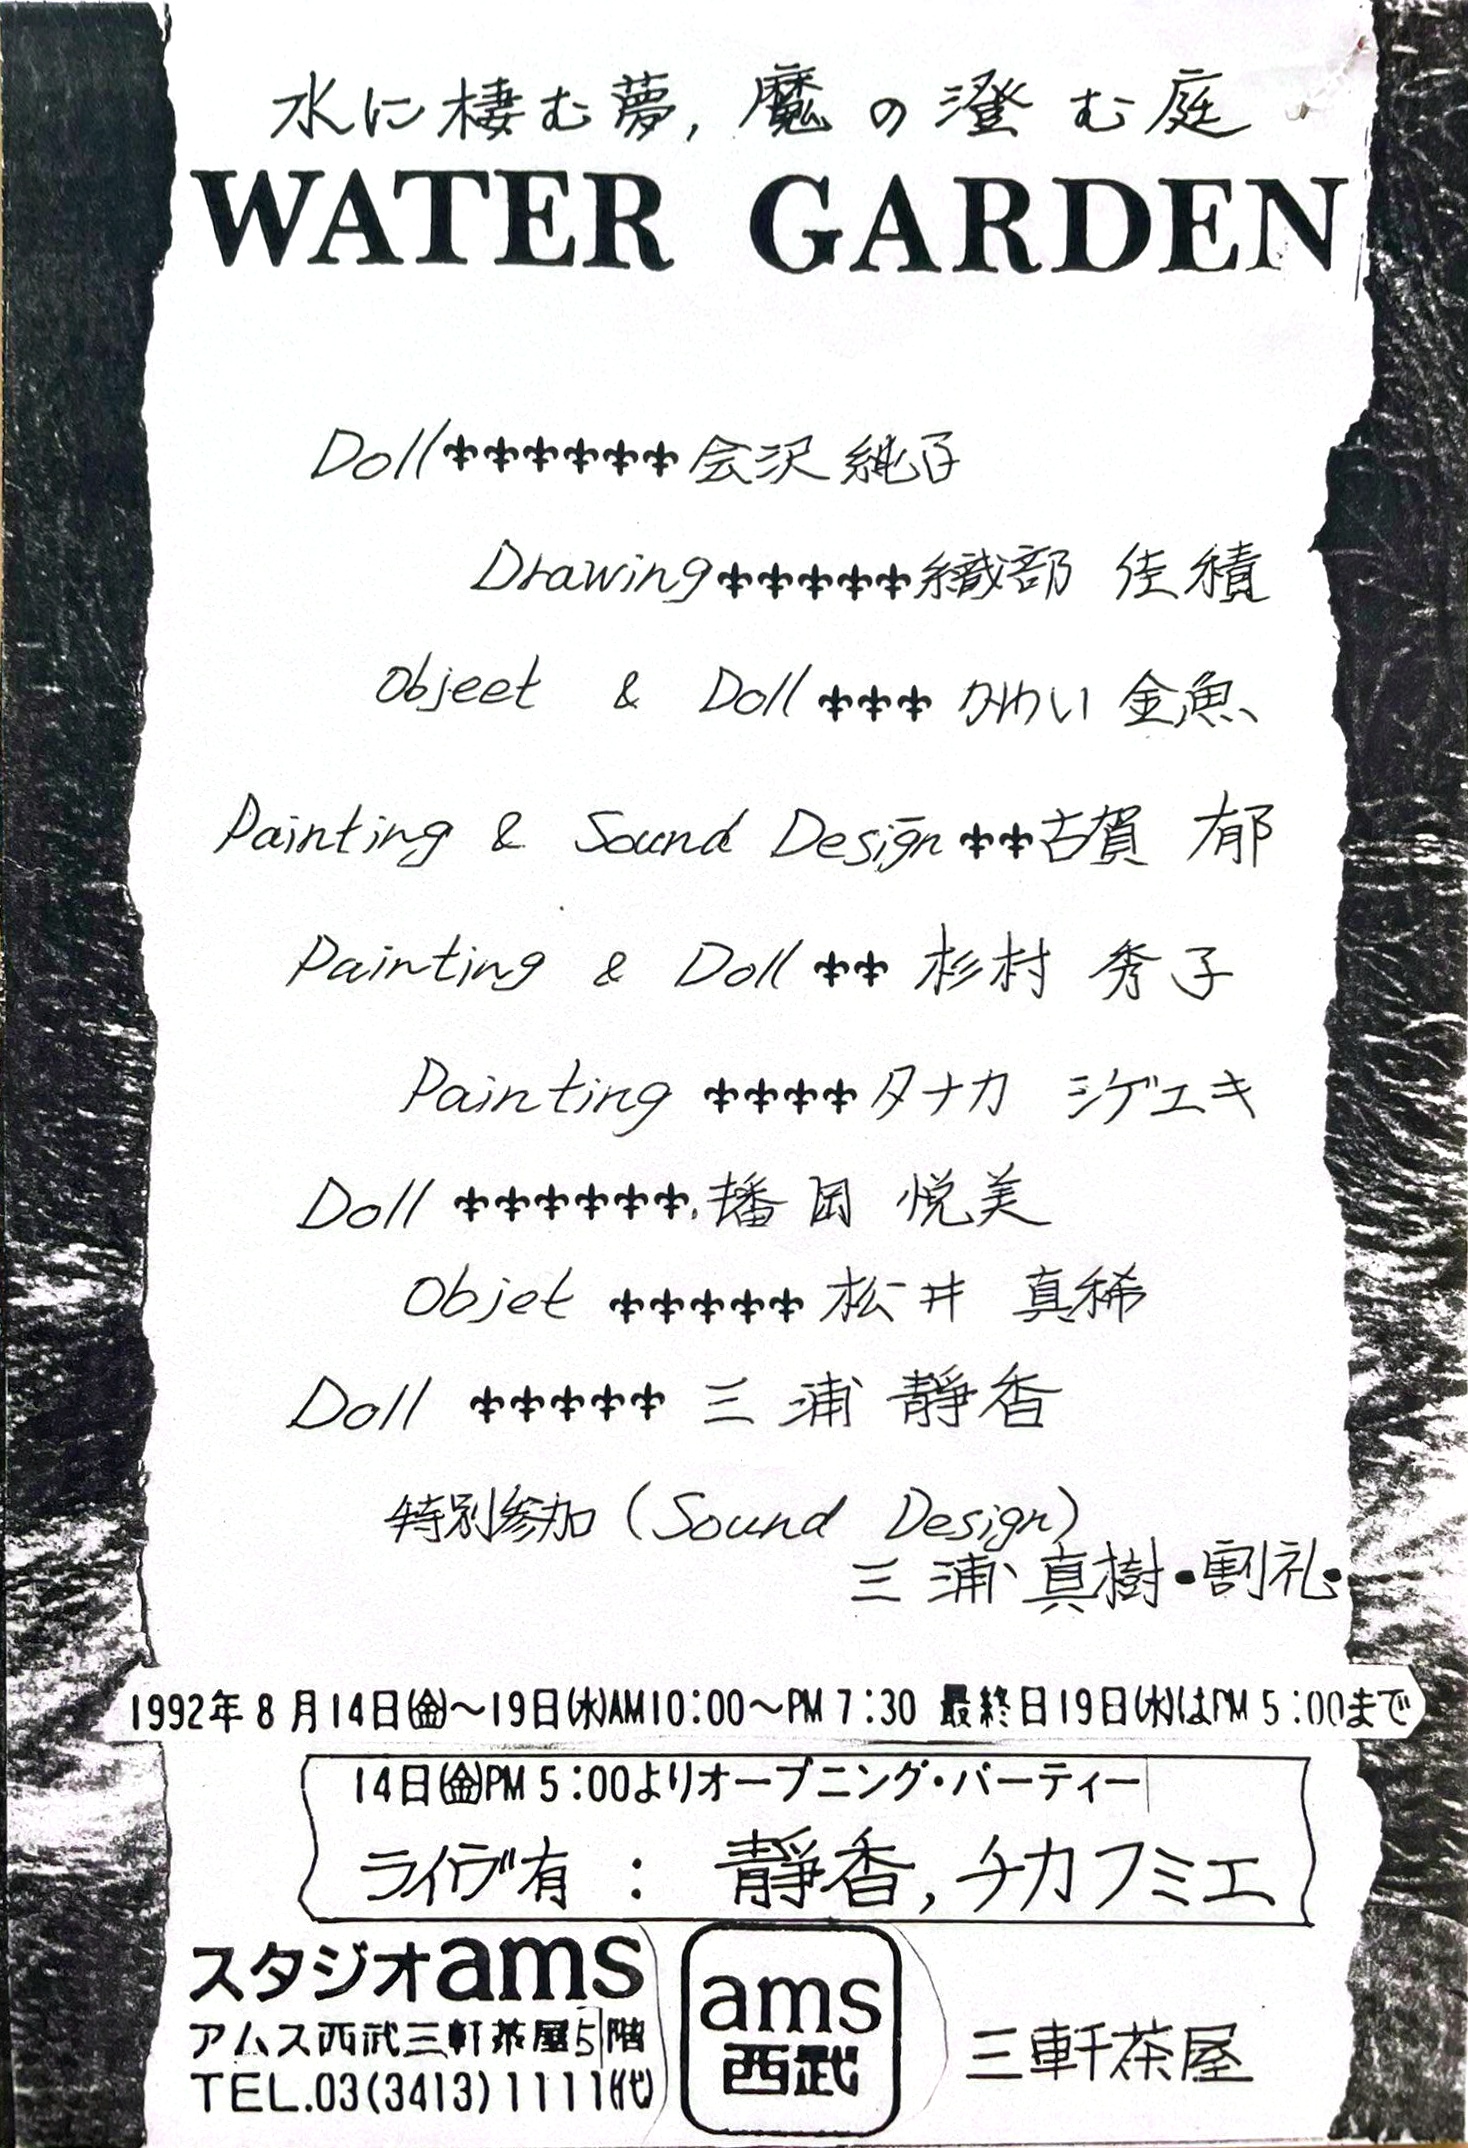 水に棲む夢, 魔の澄む庭
WATER GARDEN
Doll⚜⚜⚜⚜⚜⚜会沢 純子
Drawing⚜⚜⚜⚜⚜織部 佳積
Objeet & Doll⚜⚜⚜かわい 金魚
Painting & Sound Design⚜⚜古賀 郁
Painting & Doll⚜⚜杉村 秀子
Painting⚜⚜⚜⚜タナカ シゲユキ
Doll⚜⚜⚜⚜⚜⚜播岡 悦美
Objet⚜⚜⚜⚜⚜松井 真稀
Doll⚜⚜⚜⚜⚜三浦 靜香
特別参加 (Sound Design)
三浦 真樹・割礼・
1992年8月14日(金)〜19日(水)AM10:00〜PM7:30 最終日19日(水)はPM5:00まで
14日(金)PM5:00よりオープニング・パーティー
ライヴ有 : 靜香, チカフミエ
スタジオams
アムス西武三軒茶屋5階
TEL.03(3413)1111(代)
ams
西武
三軒茶屋